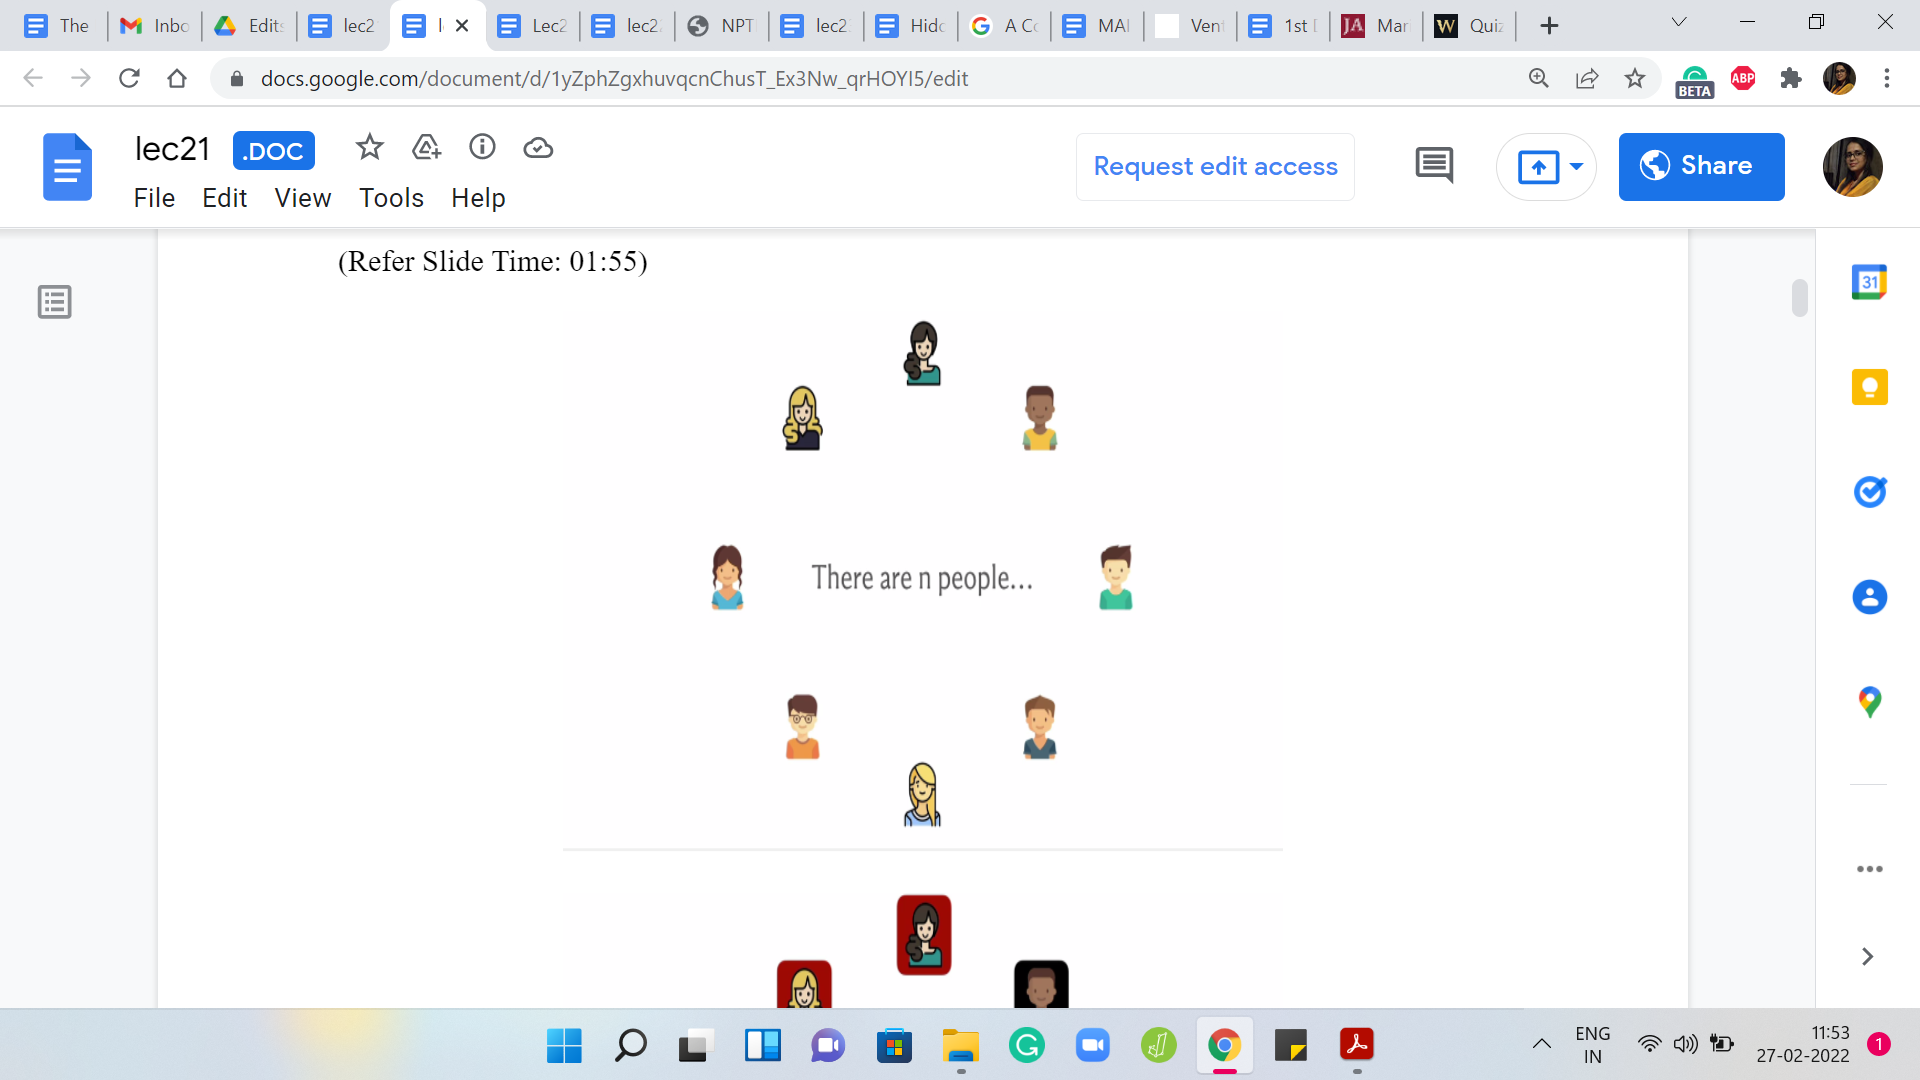 The
Inbo
Edits
lec2
l
Lec2
lec2
NPT
lec2
Hidc
A Co
MAI
Vent
1st
Mar
Quiz
docs.google.com/document/d/1yZphZgxhuvqcnChusT_Ex3Nw_qrHOYI5/edit
BETA
ABP
lec21
.DOC
Request edit access
Share
File Edit View Tools Help
(Refer Slide Time: 01:55)
31
There are n people...
ENG
IN
11:53
27-02-2022
1